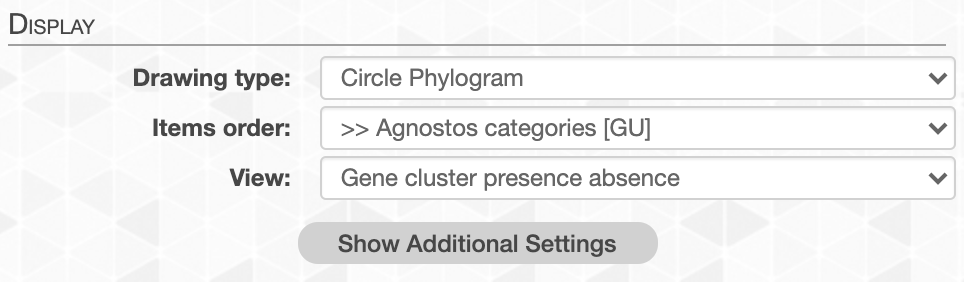 Display
Drawing type: Circle Phylogram
Items order: >> Agnostos categories [GU]
View: Gene cluster presence absence
Show Additional Settings